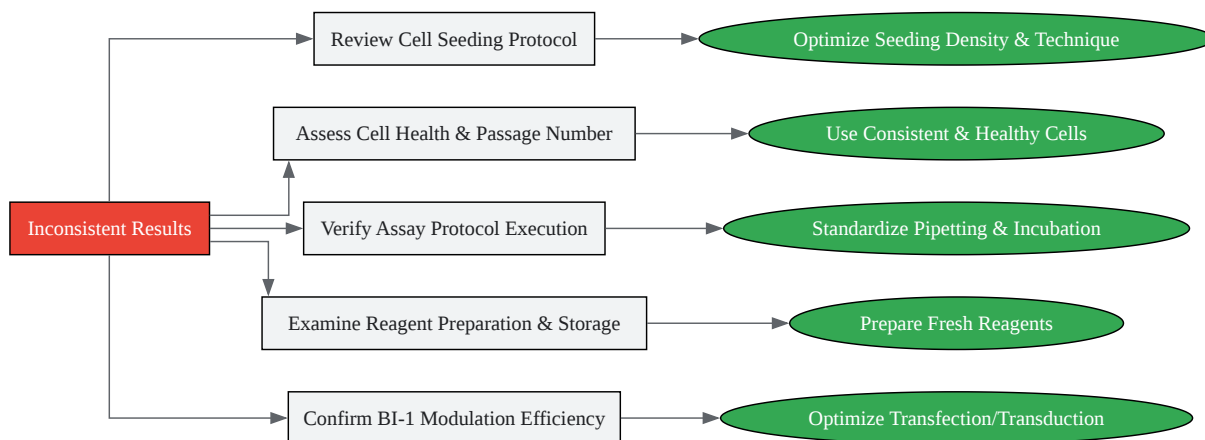 Review Cell Seeding Protocol
Optimize Seeding Density & Technique
Assess Cell Health & Passage Number
Use Consistent & Healthy Cells
Inconsistent Results
Verify Assay Protocol Execution
Standardize Pipetting & Incubation
Examine Reagent Preparation & Storage
Prepare Fresh Reagents
Confirm BI-1 Modulation Efficiency
Optimize Transfection/Transduction